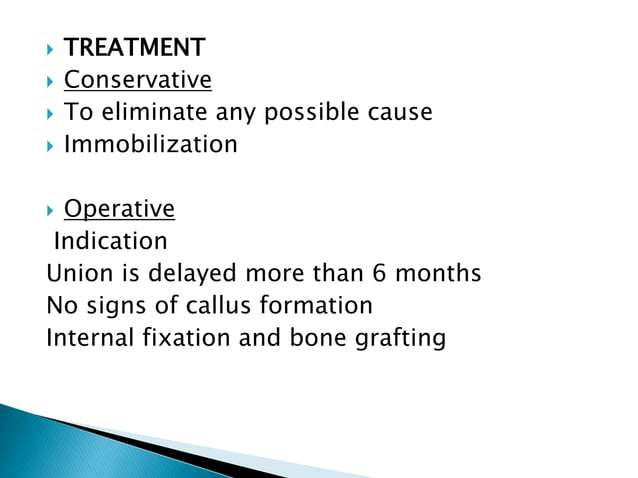 TREATMENT
Conservative
To eliminate any possible cause
Immobilization
Operative
Indication
Union is delayed more than 6 months
No signs of callus formation
Internal fixation and bone grafting